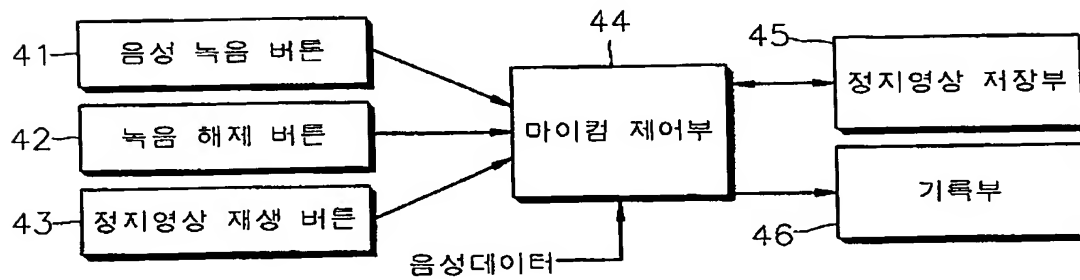 41 음성 녹음 버튼
42 녹음 해제 버튼
43 정지영상 재생 버튼
44
마이컴 제어부
음성데이터
45
정지영상 저장부
기록부
46